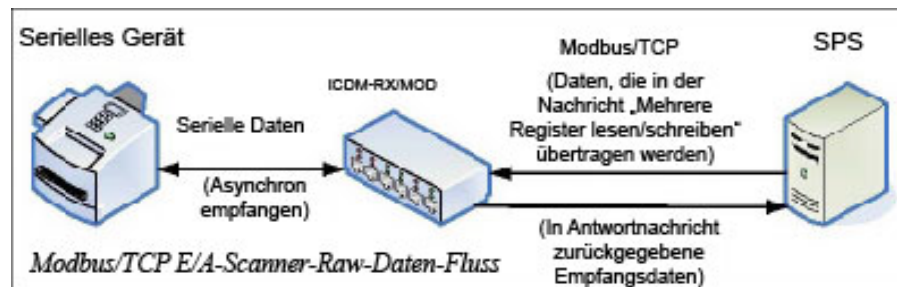 Serielles Gerät
Modbus/TCP
SPS
ICDM-RX/MOD
(Daten, die in der
Nachricht „Mehrere
Register lesen/schreiben“
übertragen werden)
Serielle Daten
(Asynchron
empfangen)
(In Antwortnachricht
zurückgegebene
Empfangsdaten)
Modbus/TCP E/A-Scanner-Raw-Daten-Fluss